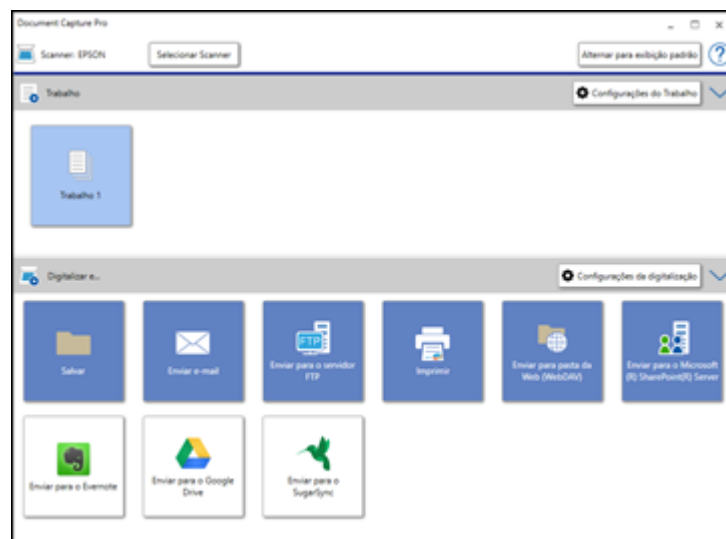 Document Capture Pro
Scanner: EPSON
Selecionar Scanner
Alternar para exibição padrão
?
Trabalho
Configurações do Trabalho
Trabalho 1
Digitalizar e...
Configurações da digitalização
Salvar
Enviar e-mail
FTP
Enviar para o servidor
FTP
Imprimir
Enviar para pasta da
Web (WebDAV)
Enviar para o Microsoft
(R) SharePoint(R) Server
Enviar para o Evernote
Enviar para o Google
Drive
Enviar para o
SugarSync